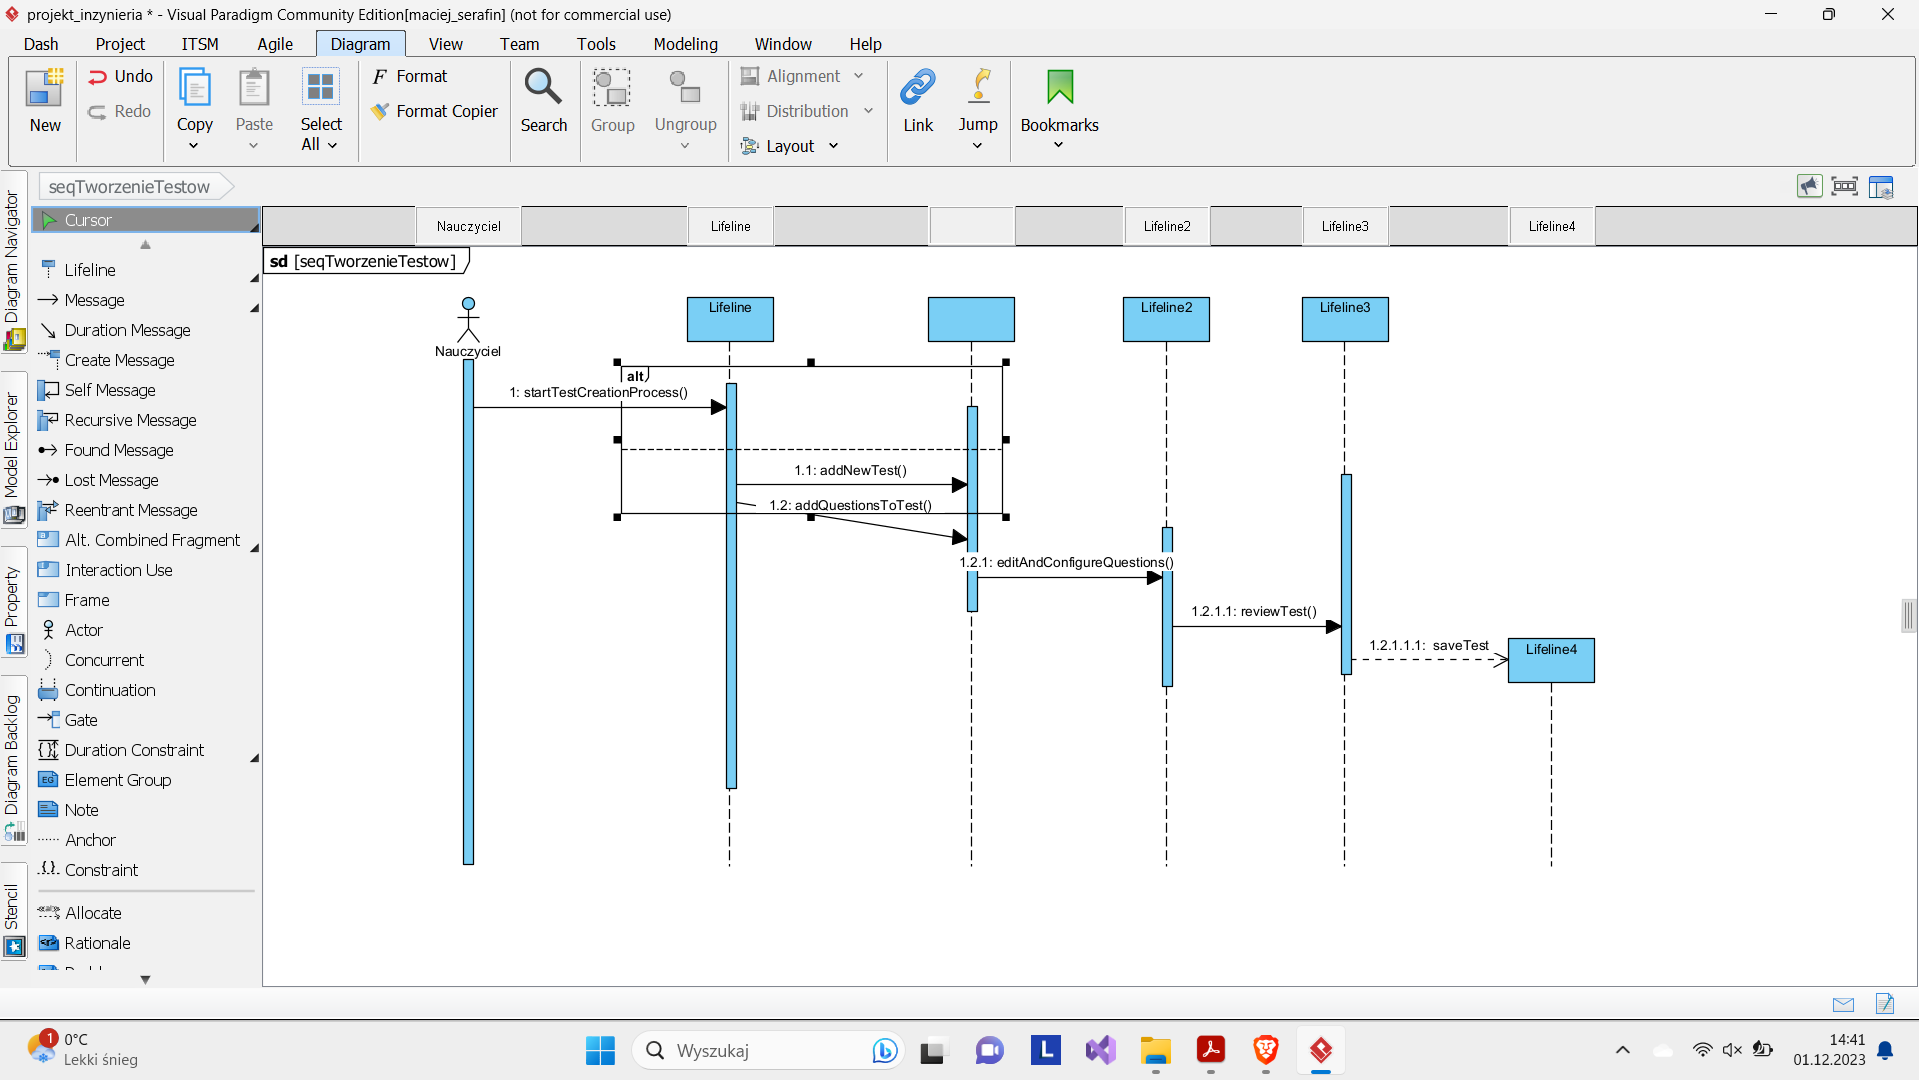 projekt_inzynieria * - Visual Paradigm Community Edition[maciej_serafin] (not for commercial use)
Dash Project ITSM Agile Diagram View Team Tools Modeling Window Help
New
Undo
Redo
Copy
Paste
Select
All
Format
Format Copier
Search
Group
Ungroup
Alignment
Distribution
Layout
Link
Jump
Bookmarks
seqTworzenieTestow
Diagram Navigator
Model Explorer
Property
Diagram Backlog
Stencil
Cursor
Lifeline
Message
Duration Message
Create Message
Self Message
Recursive Message
Found Message
Lost Message
Reentrant Message
Alt. Combined Fragment
Interaction Use
Frame
Actor
Concurrent
Continuation
Gate
Duration Constraint
EG Element Group
Note
Anchor
Constraint
Allocate
Rationale
Nauczyciel Lifeline Lifeline2 Lifeline3 Lifeline4
sd [seqTworzenieTestow]
Lifeline Lifeline2 Lifeline3
Nauczyciel
alt
1: startTestCreationProcess()
1.1: addNewTest()
1.2: addQuestionsToTest()
1.2.1: editAndConfigureQuestions()
1.2.1.1: reviewTest()
1.2.1.1.1: saveTest
Lifeline4
1
0°C
Lekki śnieg
Wyszukaj
L
14:41
01.12.2023